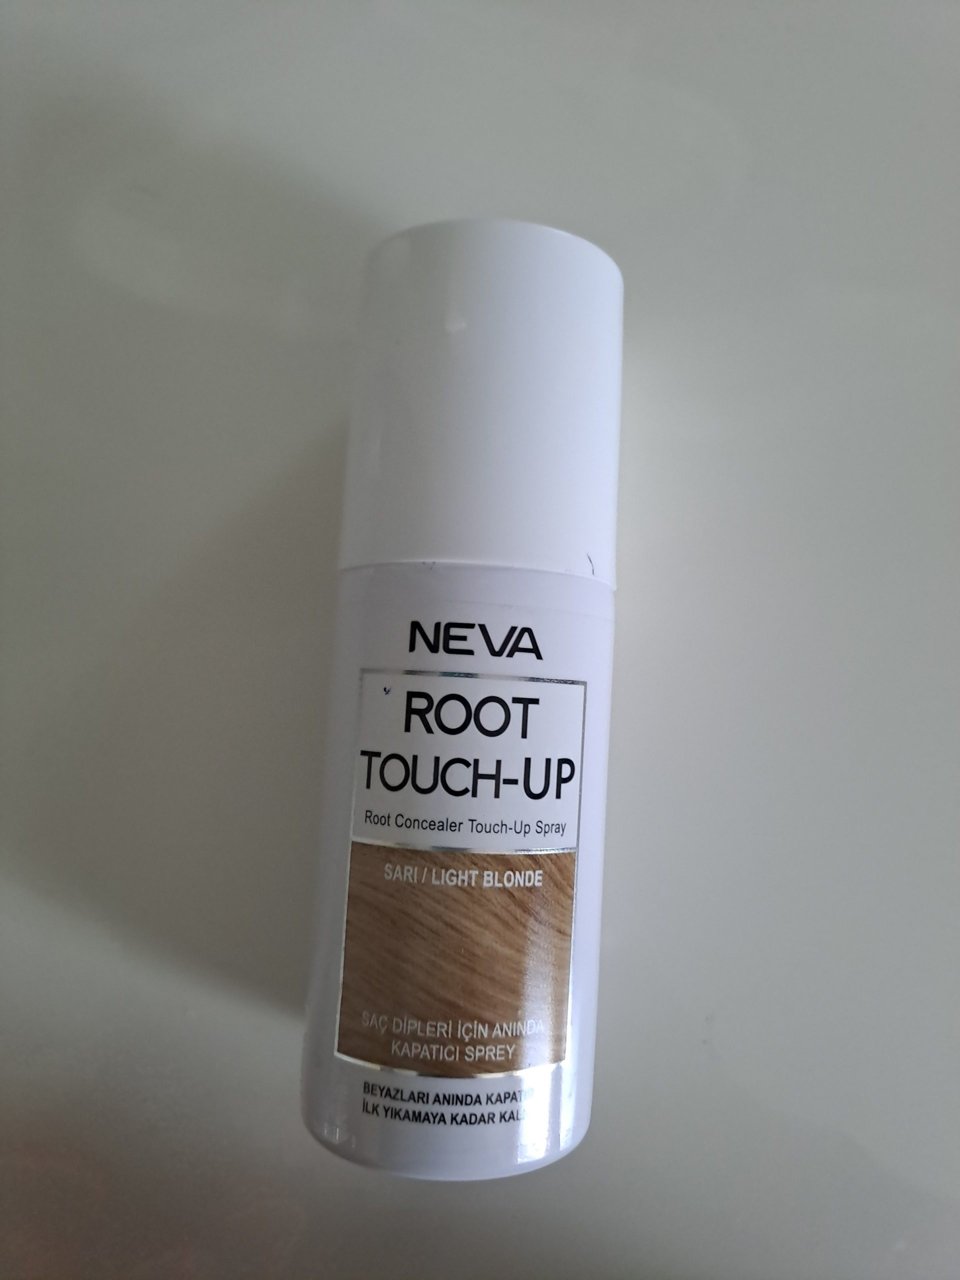 NEVA
ROOT
TOUCH-UP
Root Concealer Touch-Up Spray
SARI / LIGHT BLONDE
SAÇ DİPLERİ İÇİN ANINDA
KAPATICI SPREY
BEYAZLARI ANINDA
İLK YIKAMAYA KADAR